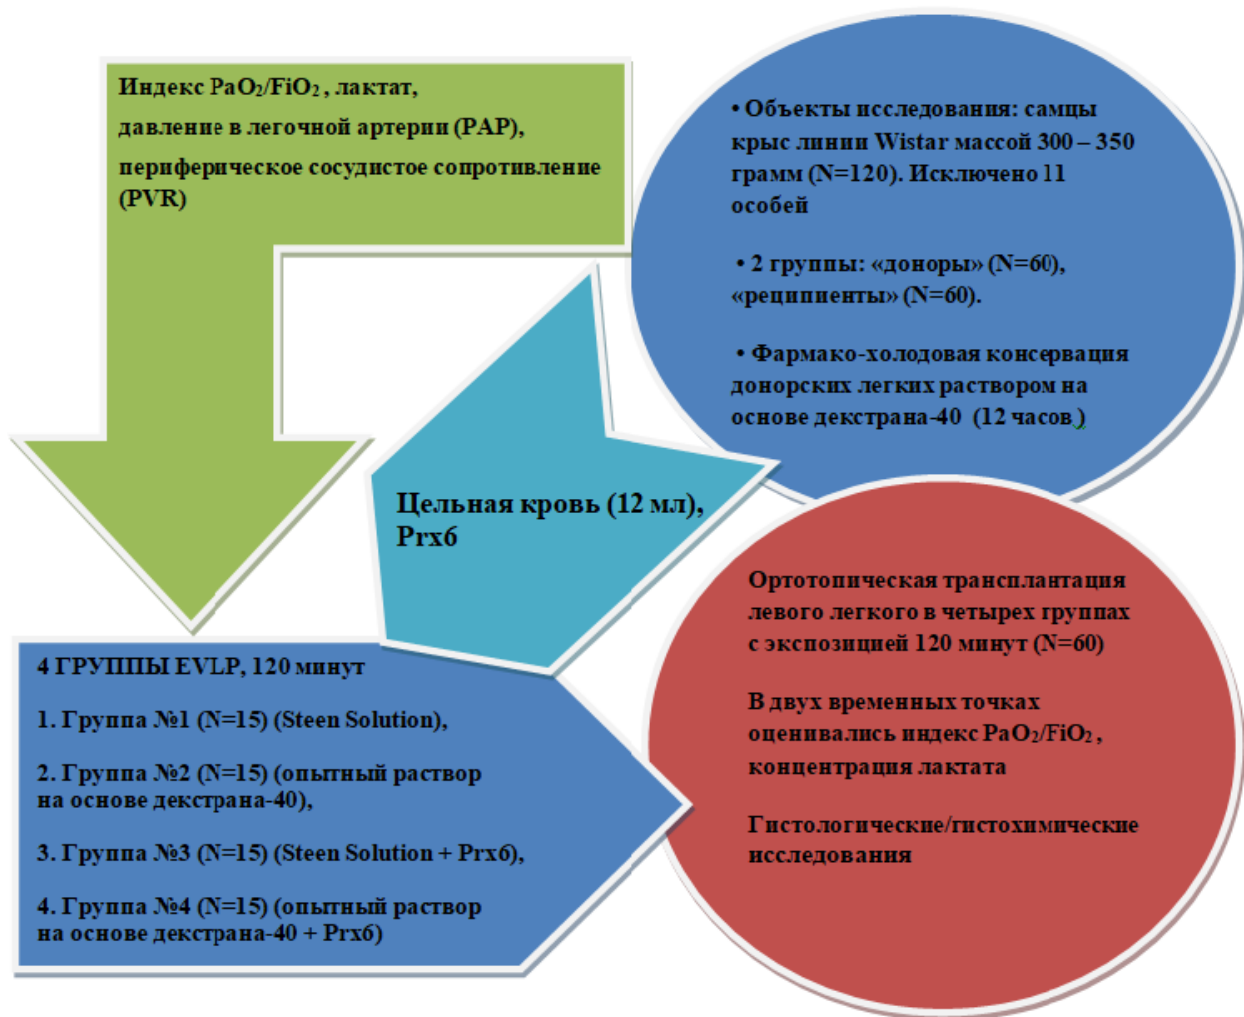 Индекс PaO₂/FiO₂ , лактат,
давление в легочной артерии (PAP),
периферическое сосудистое сопротивление
(PVR)
• Объекты исследования: самцы
крыс линии Wistar массой 300 – 350
грамм (N=120). Исключено 11
особей
• 2 группы: «доноры» (N=60),
«реципиенты» (N=60).
• Фармако-холодовая консервация
донорских легких раствором на
основе декстрана-40 (12 часов )
Цельная кровь (12 мл),
Prx6
4 ГРУППЫ EVLP, 120 минут
1. Группа №1 (N=15) (Steen Solution),
2. Группа №2 (N=15) (опытный раствор
на основе декстрана-40),
3. Группа №3 (N=15) (Steen Solution + Prx6),
4. Группа №4 (N=15) (опытный раствор
на основе декстрана-40 + Prx6)
Ортотопическая трансплантация
левого легкого в четырех группах
с экспозицией 120 минут (N=60)
В двух временных точках
оценивались индекс PaO₂/FiO₂ ,
концентрация лактата
Гистологические/гистохимические
исследования